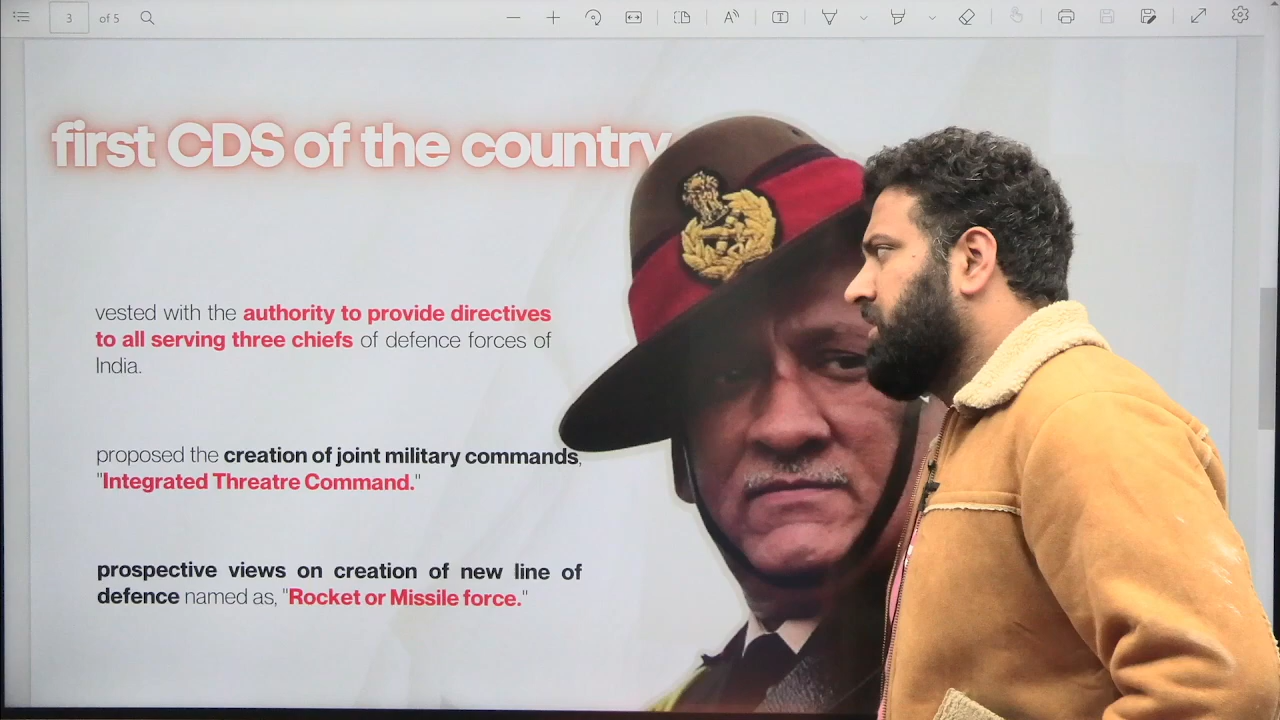 3 of 5
first CDS of the country
vested with the authority to provide directives
to all serving three chiefs of defence forces of
India.
proposed the creation of joint military commands,
"Integrated Threatre Command."
prospective views on creation of new line of
defence named as, "Rocket or Missile force."